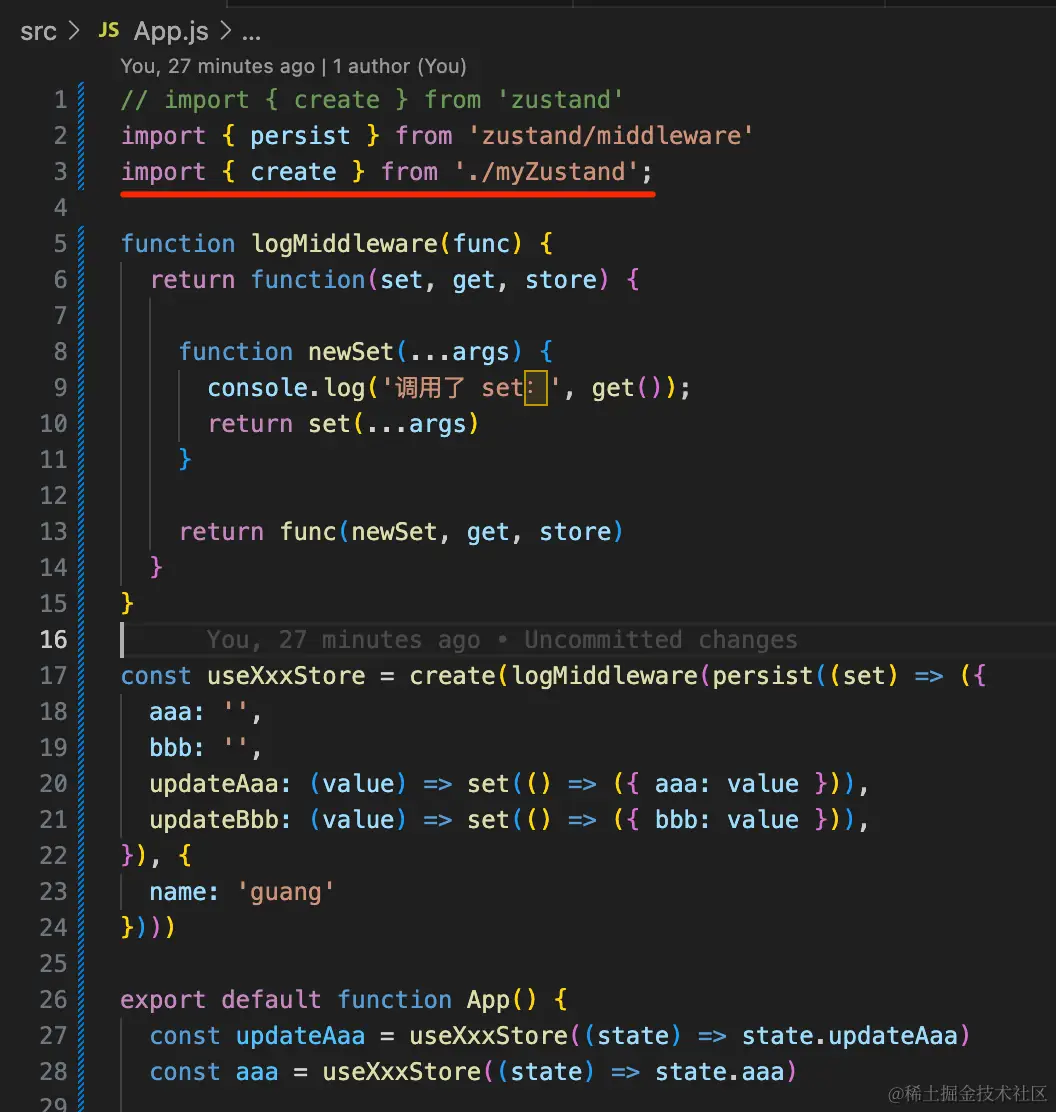 src > JS App.js > ...
You, 27 minutes ago | 1 author (You)
1 // import { create } from 'zustand'
2 import { persist } from 'zustand/middleware'
3 import { create } from './myZustand';
4
5 function logMiddleware(func) {
6   return function(set, get, store) {
7
8     function newSet(...args) {
9       console.log('调用了 set：', get());
10       return set(...args)
11     }
12
13     return func(newSet, get, store)
14   }
15 }
16       You, 27 minutes ago • Uncommitted changes
17 const useXxxStore = create(logMiddleware(persist((set) => ({
18   aaa: '',
19   bbb: '',
20   updateAaa: (value) => set(() => ({ aaa: value })),
21   updateBbb: (value) => set(() => ({ bbb: value })),
22 }), {
23   name: 'guang'
24 })))
25
26 export default function App() {
27   const updateAaa = useXxxStore((state) => state.updateAaa)
28   const aaa = useXxxStore((state) => state.aaa)
29
@稀土掘金技术社区